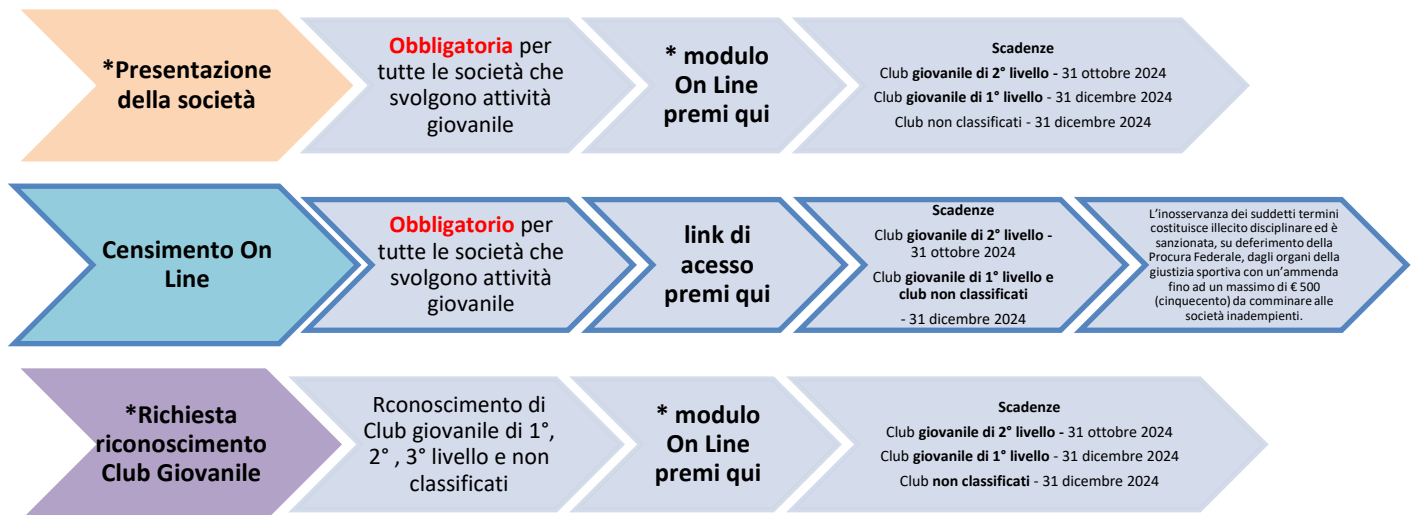 *Presentazione
della società
Obbligatoria per
tutte le società che
svolgono attività
giovanile
* modulo
On Line
premi qui
Scadenze
Club giovanile di 2° livello - 31 ottobre 2024
Club giovanile di 1° livello - 31 dicembre 2024
Club non classificati - 31 dicembre 2024
Censimento On
Line
Obbligatorio per
tutte le società che
svolgono attività
giovanile
link di
acesso
premi qui
Scadenze
Club giovanile di 2° livello -
31 ottobre 2024
Club giovanile di 1° livello e
club non classificati
- 31 dicembre 2024
L'inosservanza dei suddetti termini
costituisce illecito disciplinare ed è
sanzionata, su deferimento della
Procura Federale, dagli organi della
giustizia sportiva con un'ammenda
fino ad un massimo di € 500
(cinquecento) da comminare alle
società inadempienti.
*Richiesta
riconoscimento
Club Giovanile
Rconoscimento di
Club giovanile di 1°,
2° , 3° livello e non
classificati
* modulo
On Line
premi qui
Scadenze
Club giovanile di 2° livello - 31 ottobre 2024
Club giovanile di 1° livello - 31 dicembre 2024
Club non classificati - 31 dicembre 2024